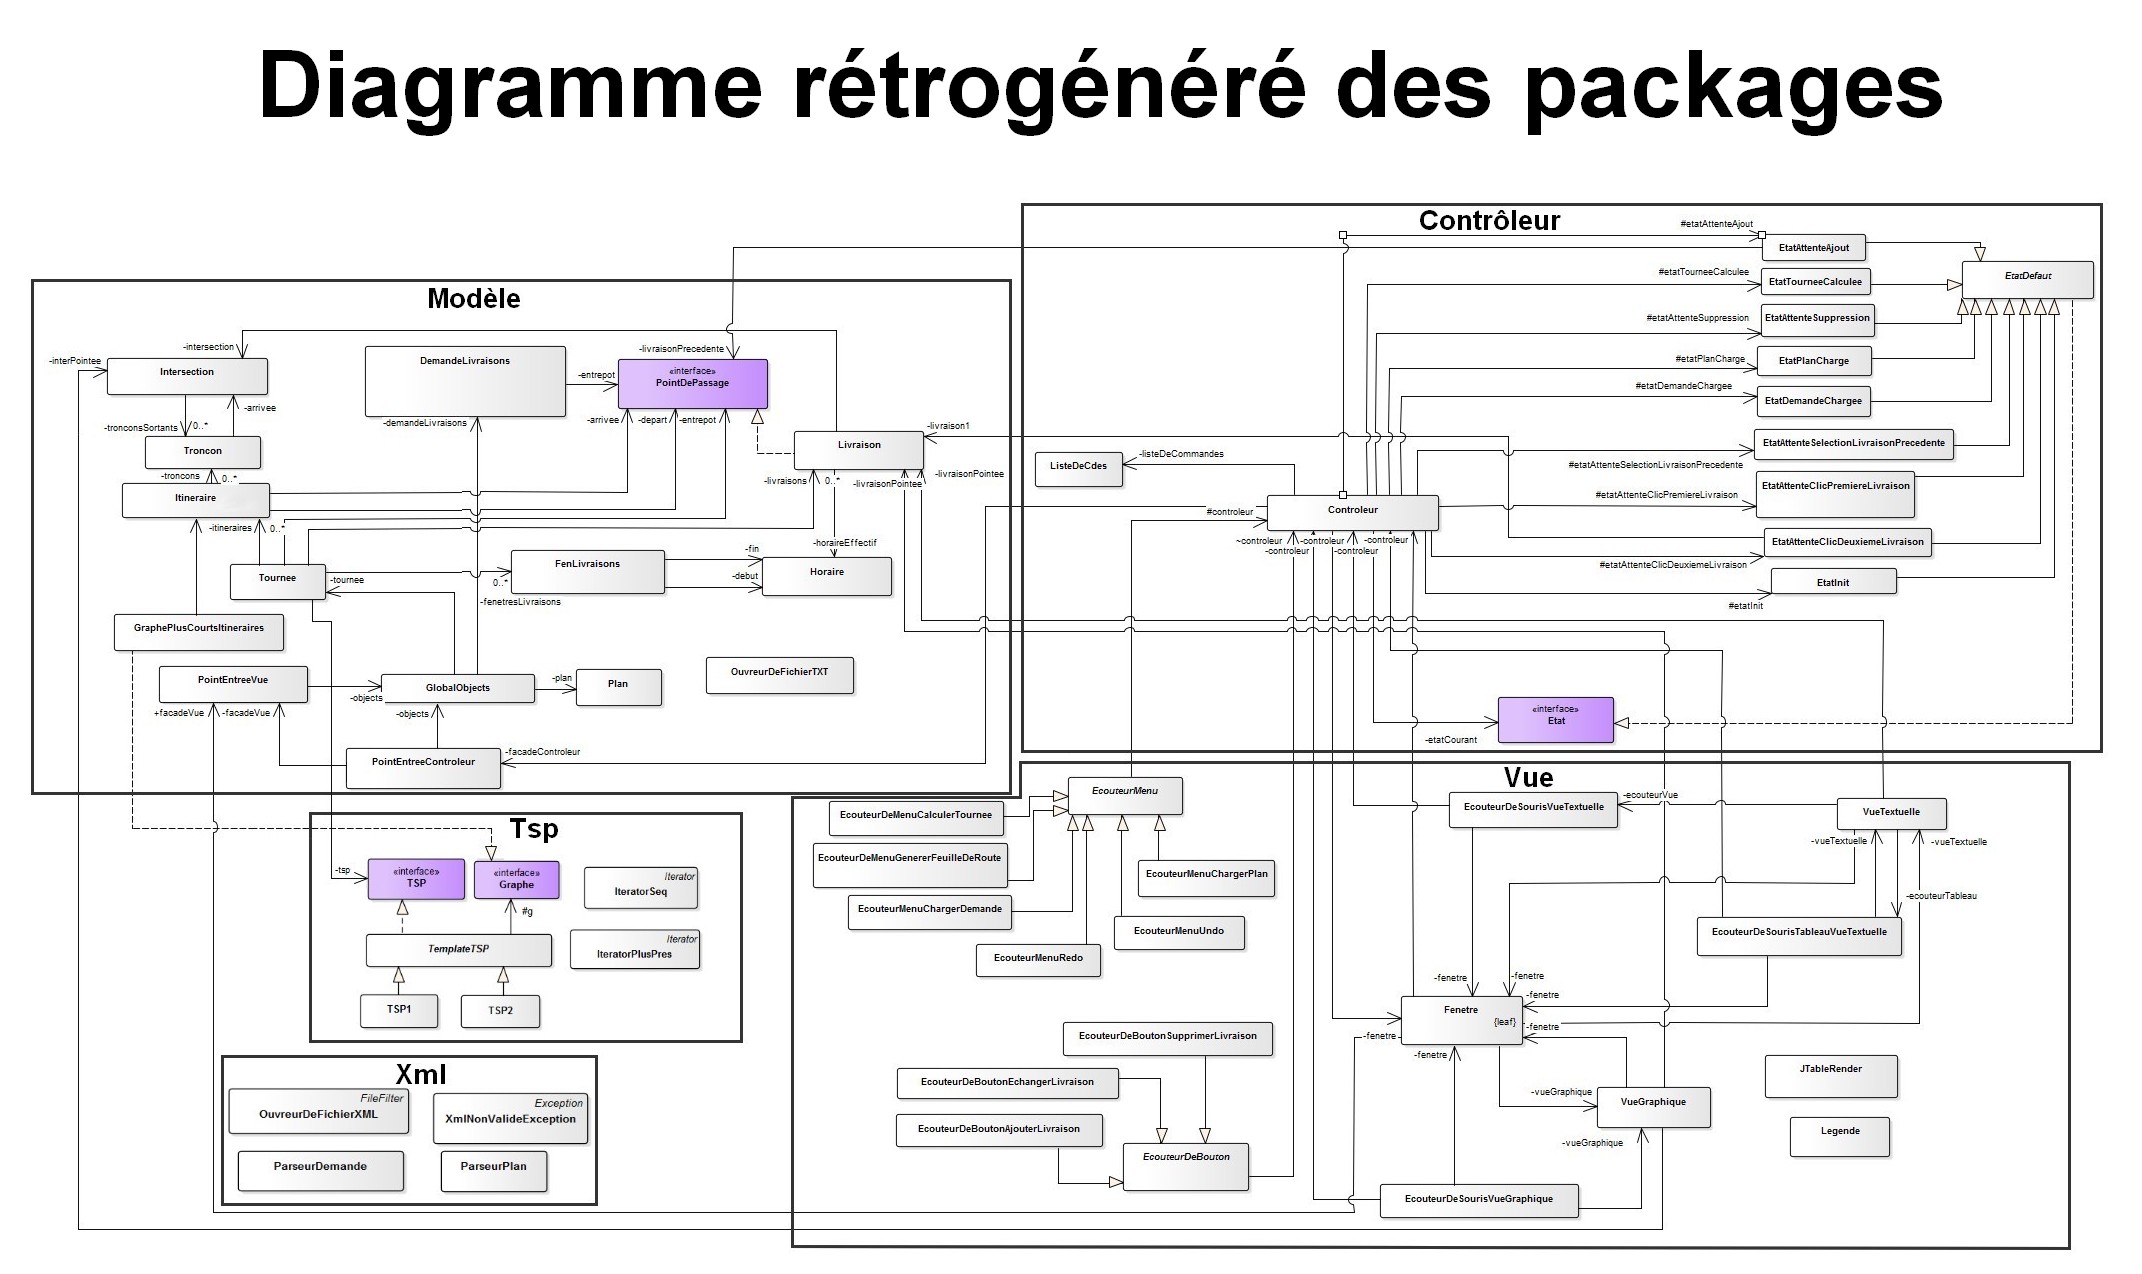 Diagramme rétrogénéré des packages
Modèle
-interPointee
-intersection
Intersection
-arrivee
-tronconsSortants
0..*
Troncon
-troncons
0..*
Itineraire
-itineraires
0..*
Tournee
-tournee
GraphePlusCourtsItineraires
PointEntreeVue
+facadeVue
-facadeVue
-objects
GlobalObjects
-objects
PointEntreeControleur
-facadeControleur
-plan
Plan
OuvreurDeFichierTXT
DemandeLivraisons
-demandeLivraisons
-entrepot
-livraisonPrecedente
«interface»
PointDePassage
-arrivee
-depart
-entrepot
Livraison
-livraison1
-livraisons
0..*
-livraisonPointee
-livraisonPointee
-horaireEffectif
FenLivraisons
0..*
-fenetresLivraisons
-fin
-debut
Horaire
Contrôleur
#etatAttenteAjout
EtatAttenteAjout
EtatDefaut
#etatTourneeCalculee
EtatTourneeCalculee
#etatAttenteSuppression
EtatAttenteSuppression
#etatPlanCharge
EtatPlanCharge
#etatDemandeChargee
EtatDemandeChargee
EtatAttenteSelectionLivraisonPrecedente
#etatAttenteSelectionLivraisonPrecedente
EtatAttenteClicPremiereLivraison
#etatAttenteClicPremiereLivraison
EtatAttenteClicDeuxiemeLivraison
#etatAttenteClicDeuxiemeLivraison
EtatInit
#etatInit
ListeDeCdes
-listeDeCommandes
Controleur
#controleur
~controleur
-controleur
-controleur
-controleur
-controleur
«interface»
Etat
-etatCourant
Tsp
-tsp
«interface»
TSP
«interface»
Graphe
#g
TemplateTSP
TSP1
TSP2
Iterator
IteratorSeq
Iterator
IteratorPlusPres
Xml
FileFilter
OuvreurDeFichierXML
Exception
XmlNonValideException
ParseurDemande
ParseurPlan
Vue
EcouteurMenu
EcouteurDeMenuCalculerTournee
EcouteurDeMenuGenererFeuilleDeRoute
EcouteurMenuChargerDemande
EcouteurMenuRedo
EcouteurMenuUndo
EcouteurMenuChargerPlan
EcouteurDeSourisVueTextuelle
-ecouteurVue
VueTextuelle
-vueTextuelle
-vueTextuelle
-ecouteurTableau
EcouteurDeSourisTableauVueTextuelle
-fenetre
-fenetre
-fenetre
Fenetre
{leaf}
-fenetre
-fenetre
-fenetre
-vueGraphique
VueGraphique
-vueGraphique
EcouteurDeSourisVueGraphique
JTableRender
Legende
EcouteurDeBoutonSupprimerLivraison
EcouteurDeBoutonEchangerLivraison
EcouteurDeBoutonAjouterLivraison
EcouteurDeBouton